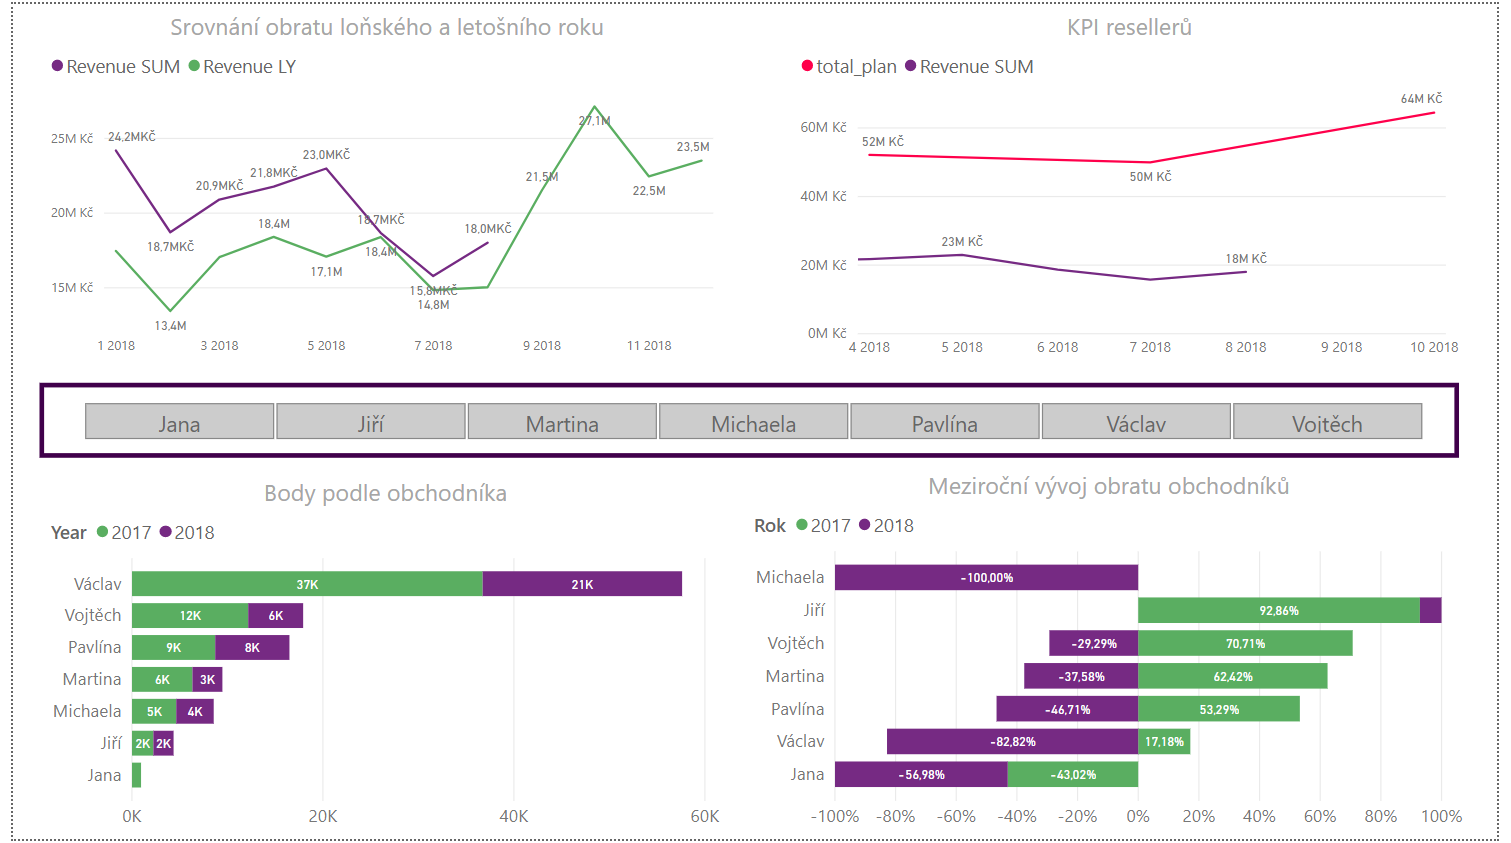 Srovnání obratu loňského a letošního roku
Revenue SUM Revenue LY
25M Kč
20M Kč
15M Kč
24,2MKČ
18,7MKČ
20,9MKČ
21,8MKČ
23,0MKČ
18,7MKČ
15,8MKČ
18,0MKČ
13,4M
18,4M
17,1M
18,4M
14,8M
21,5M
27,1M
22,5M
23,5M
1 2018 3 2018 5 2018 7 2018 9 2018 11 2018
KPI resellerů
total_plan Revenue SUM
60M Kč
40M Kč
20M Kč
0M Kč
52M KČ
50M KČ
64M KČ
23M KČ
18M KČ
4 2018 5 2018 6 2018 7 2018 8 2018 9 2018 10 2018
Jana Jiří Martina Michaela Pavlína Václav Vojtěch
Body podle obchodníka
Year 2017 2018
Václav 37K 21K
Vojtěch 12K 6K
Pavlína 9K 8K
Martina 6K 3K
Michaela 5K 4K
Jiří 2K 2K
Jana
0K 20K 40K 60K
Meziroční vývoj obratu obchodníků
Rok 2017 2018
Michaela -100,00%
Jiří 92,86%
Vojtěch -29,29% 70,71%
Martina -37,58% 62,42%
Pavlína -46,71% 53,29%
Václav -82,82% 17,18%
Jana -56,98% -43,02%
-100% -80% -60% -40% -20% 0% 20% 40% 60% 80% 100%